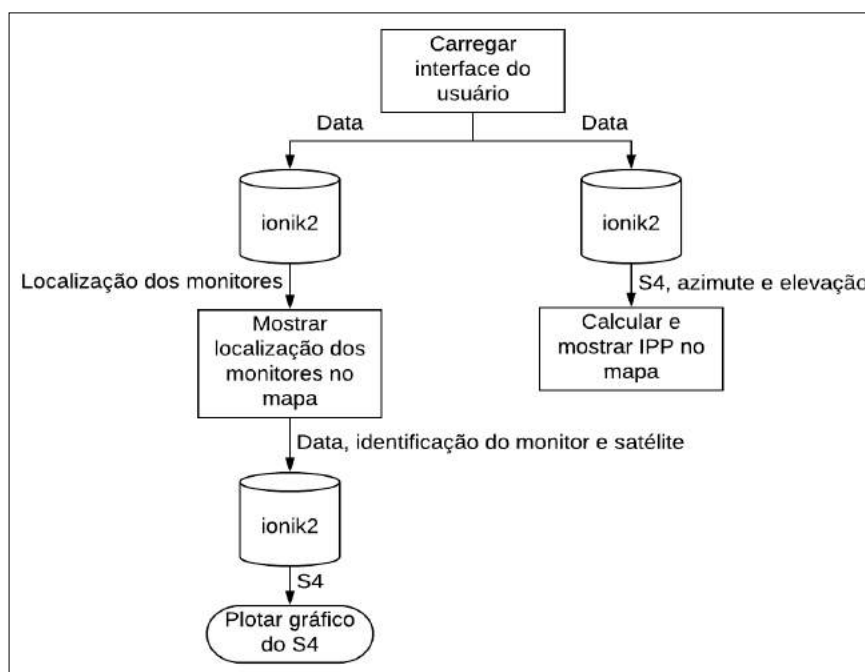 Carregar
interface do
usuário
Data
Data
ionik2
ionik2
Localização dos monitores
S4, azimute e elevação
Mostrar
localização dos
monitores no
mapa
Calcular e
mostrar IPP no
mapa
Data, identificação do monitor e satélite
ionik2
S4
Plotar gráfico
do S4